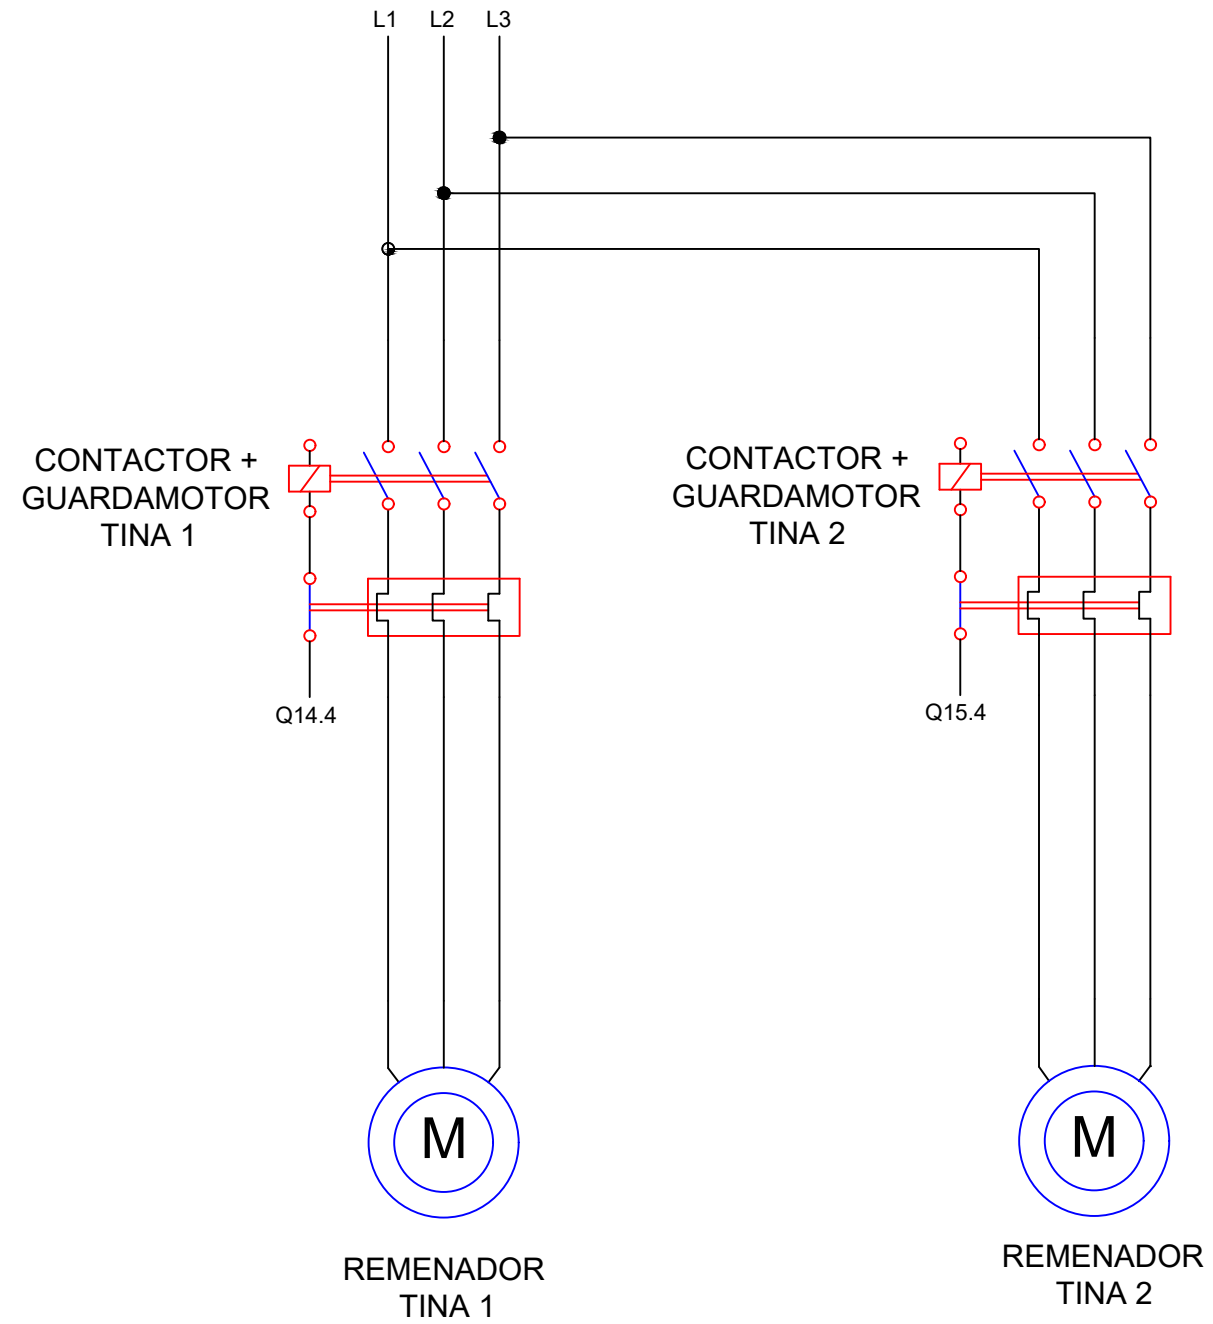 L1 L2 L3
CONTACTOR +
GUARDAMOTOR
TINA 1
CONTACTOR +
GUARDAMOTOR
TINA 2
Q14.4
Q15.4
M
M
REMENADOR
TINA 1
REMENADOR
TINA 2